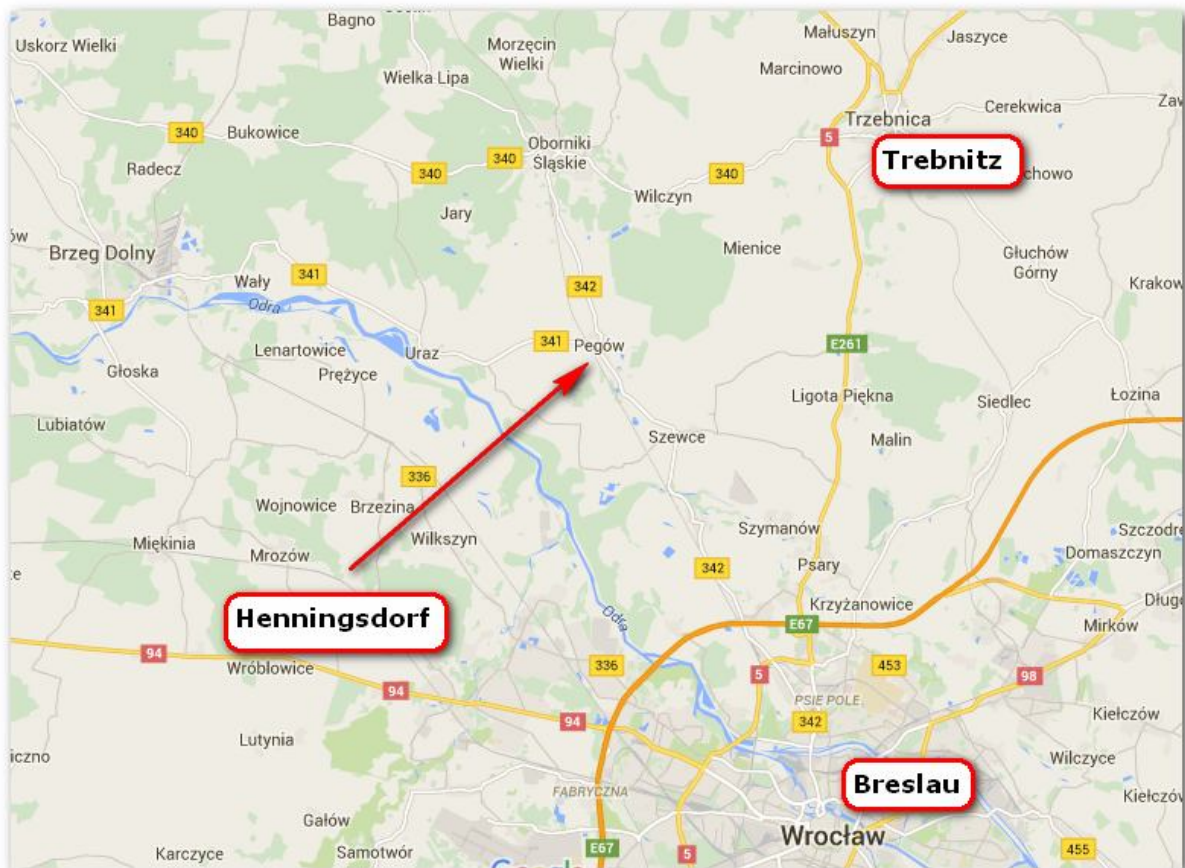 Bagno
Uskorz Wielki
Morzęcin
Wielki
Małuszyn
Jaszyce
Marcinowo
Wielka Lipa
Cerekwica
Trzebnica
340
Bukowice
Oborniki
Śląskie
5
340
340
Trebnitz
Radecz
340
340
Wilczyn
Jary
Mienice
Głuchów
Górny
Brzeg Dolny
Wały
341
342
Odra
341
Lenartowice
Uraz
341
Pęgów
E261
Prężyce
Głoska
Ligota Piękna
Siedlec
Łozina
Lubiatów
Szewce
Malin
336
Wojnowice
Brzezina
Szymanów
Miękinia
Mrozów
Wilkszyn
Domaszczyn
342
Psary
Henningsdorf
Krzyżanowice
Odra
E67
Mirków
94
Wróblowice
336
5
453
98
94
PSIE POLE
94
342
Kiełczów
Lutynia
Wilczyce
Breslau
FABRYCZNA
Gałów
Wrocław
Karczyce
Samotwór
E67
5
455